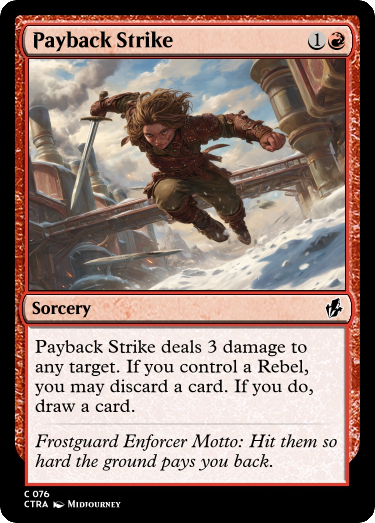 Payback Strike 1
Sorcery
Payback Strike deals 3 damage to
any target. If you control a Rebel,
you may discard a card. If you do,
draw a card.
Frostguard Enforcer Motto: Hit them so
hard the ground pays you back.
C 076
CTRA Midjourney